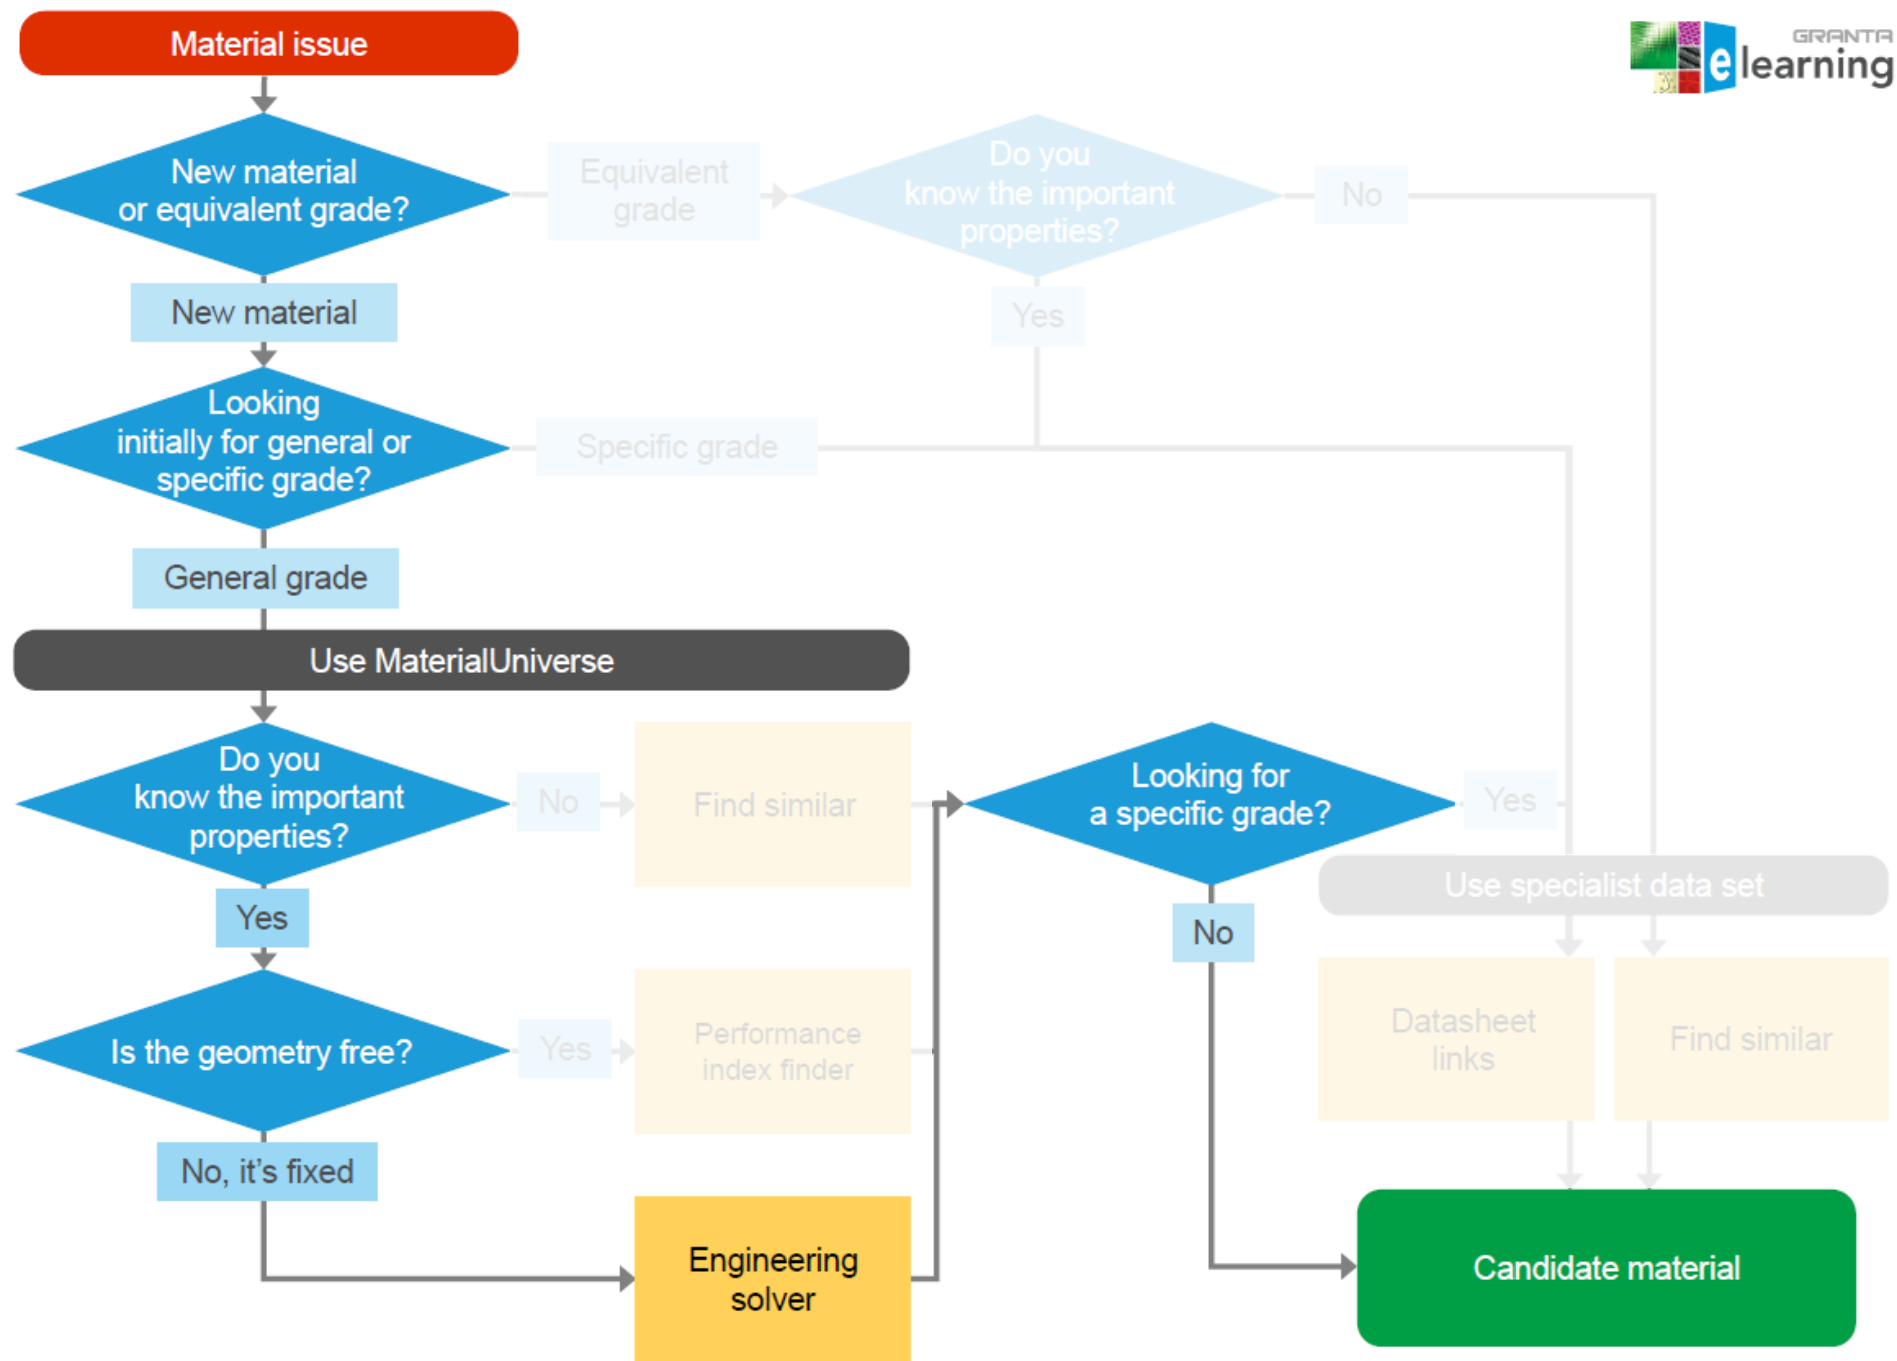 Material issue
GRANTA
e learning
New material
or equivalent grade?
Equivalent
grade
Do you
know the important
properties?
No
New material
Yes
Looking
initially for general or
specific grade?
Specific grade
General grade
Use MaterialUniverse
Do you
know the important
properties?
No
Find similar
Looking for
a specific grade?
Yes
Use specialist data set
Yes
No
Is the geometry free?
Yes
Performance
index finder
Datasheet
links
Find similar
No, it's fixed
Engineering
solver
Candidate material